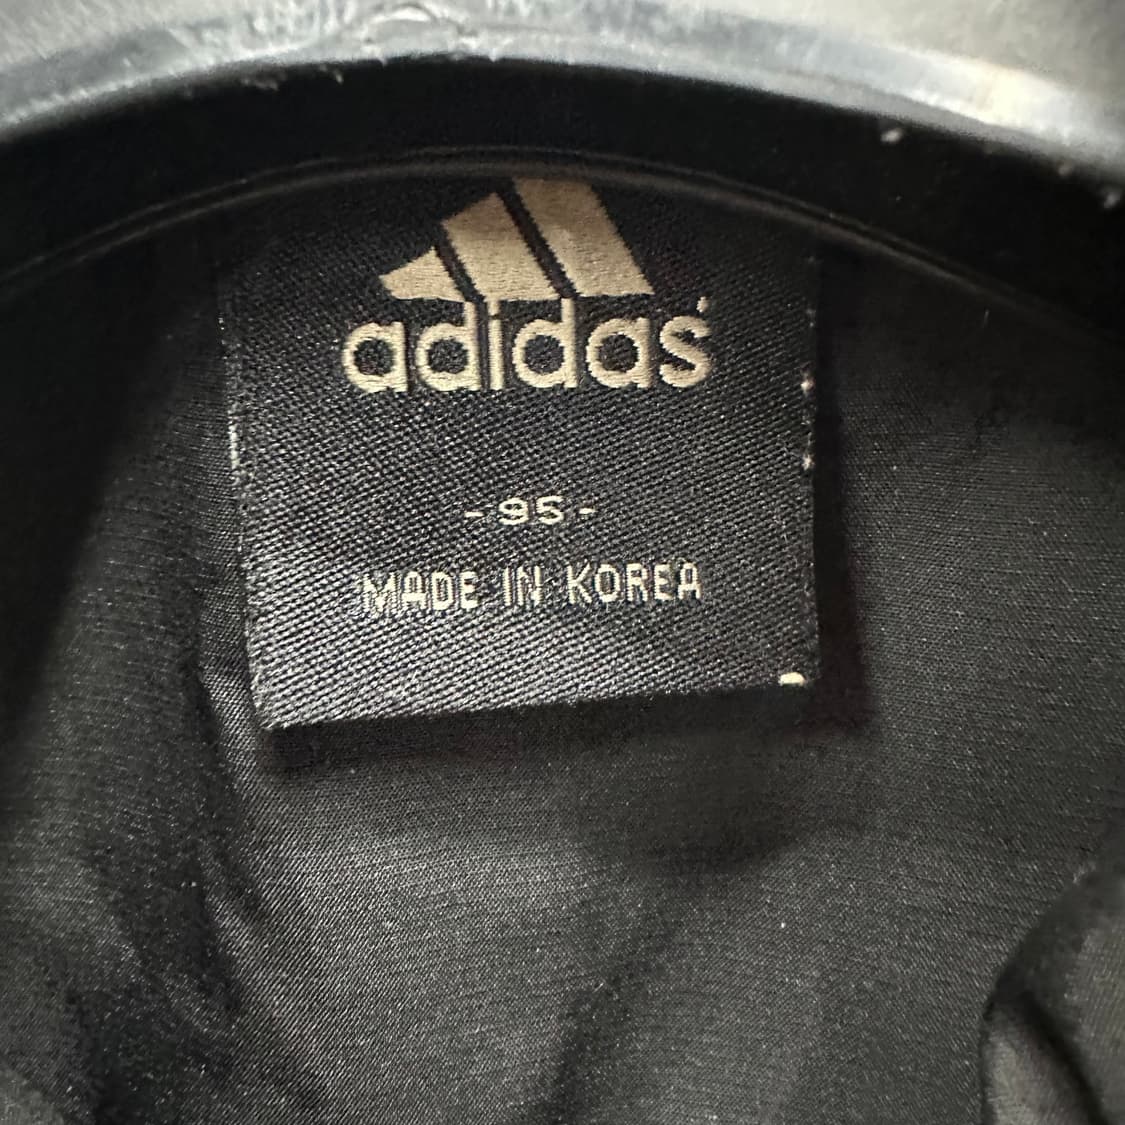 adidas
-95-
MADE IN KOREA